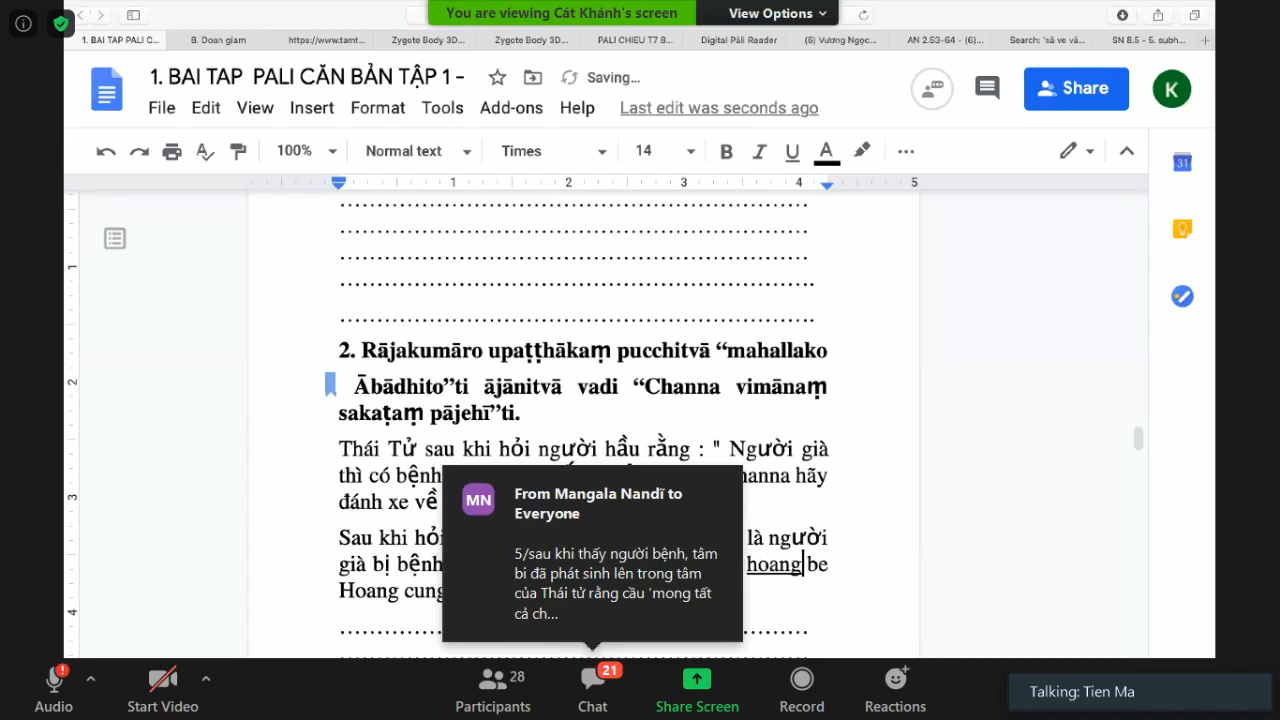 You are viewing Cát Khánh's screen
View Options
1. BAI TAP PALI C...
8. Doan giam
https://www.tamt...
Zygote Body 3D...
Zygote Body 3D...
PALI CHIEU T7 B...
Digital Pāli Reader
(6) Vương Ngọc...
AN 2.53-64 - (6)...
Search: 'sā ve vā...
SN 8.5 - 5. subh...
1. BAI TAP PALI CĂN BẢN TẬP 1 -
Saving...
Share
K
File Edit View Insert Format Tools Add-ons Help Last edit was seconds ago
100% Normal text Times 14 B I U A
1 2 3 4 5
31
1
2
3
4
2. Rājakumāro upaṭṭhākaṃ pucchitvā “mahallako
Ābādhito”ti ājānitvā vadi “Channa vimānaṃ
sakaṭaṃ pājehī”ti.
Thái Tử sau khi hỏi người hầu rằng : " Người già
thì có bệnh
hanna hãy
đánh xe về
Sau khi hỏi
là người
già bị bệnh
hoang be
Hoang cung
MN
From Mangala Nandī to
Everyone
5/sau khi thấy người bệnh, tâm
bi đã phát sinh lên trong tâm
của Thái tử rằng cầu ‘mong tất
cả ch...
Audio
Start Video
Participants
28
Chat
21
Share Screen
Record
Reactions
Talking: Tien Ma